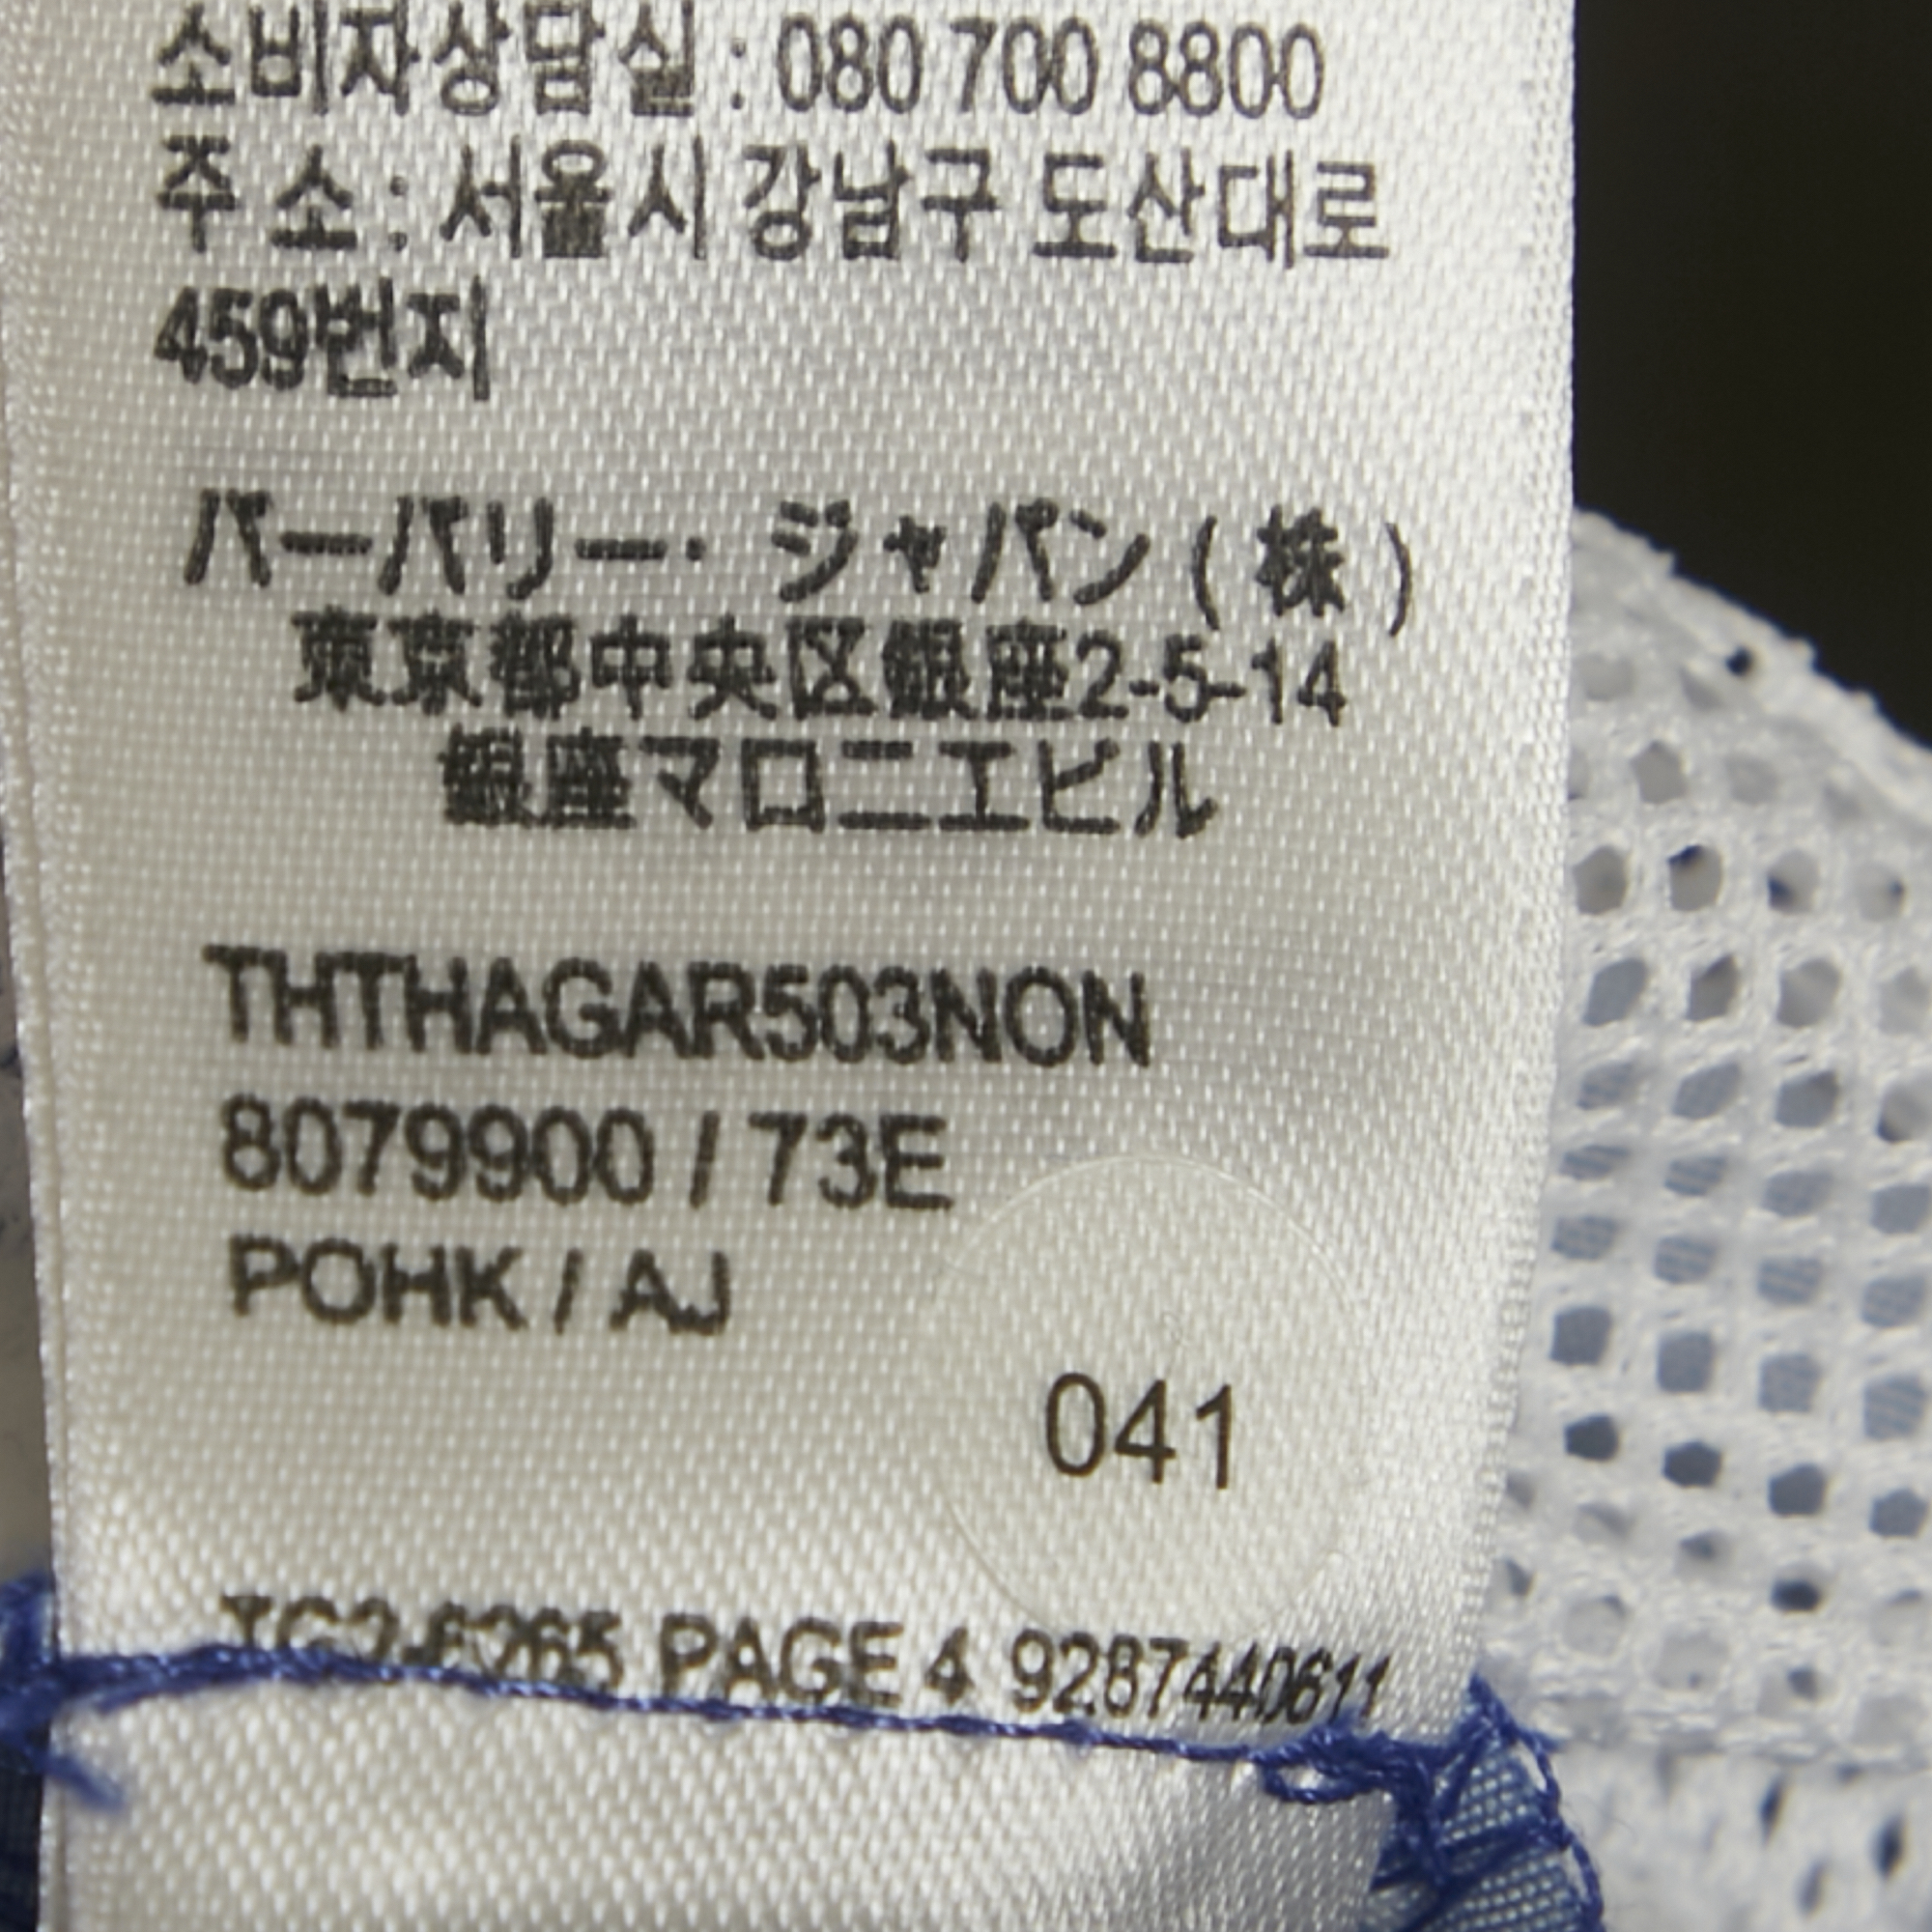 소비자상담실 : 080 700 8800
주 소 : 서울시 강남구 도산대로
459번지
バーバリー・ ジャパン ( 株 )
東京都中央区銀座2-5-14
銀座マロニエビル
THTHAGAR503NON
8079900 / 73E
POHK / AJ
041
TG2-6265 PAGE 4 9287440611